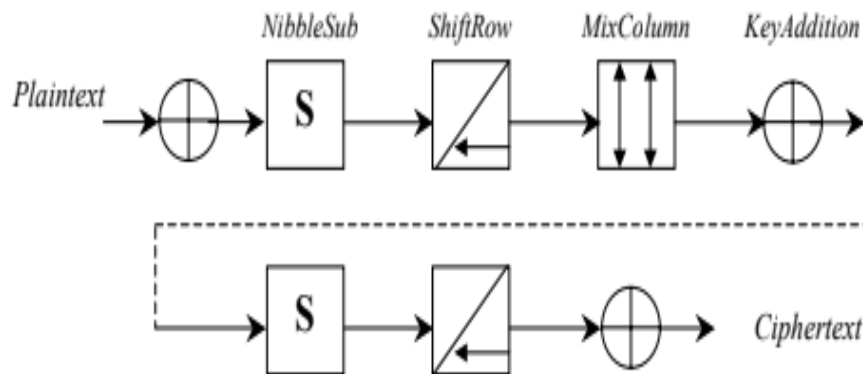 NibbleSub ShiftRow MixColumn KeyAddition
Plaintext
S
S
Ciphertext